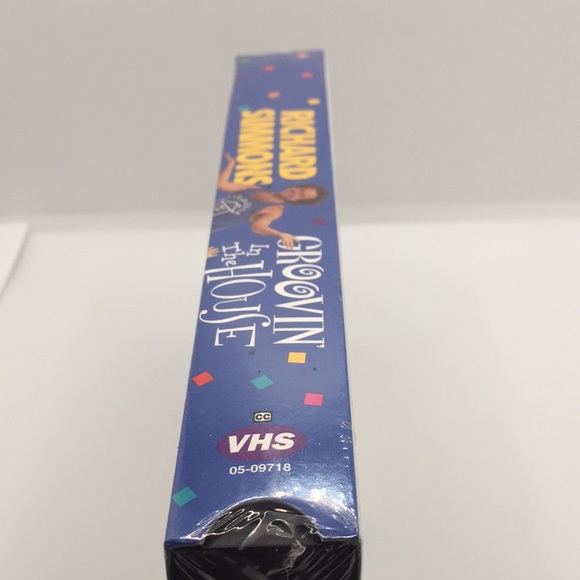 RICHARD
SIMMONS
GROOVIN'
In The HOUSE
CC
VHS
05-09718